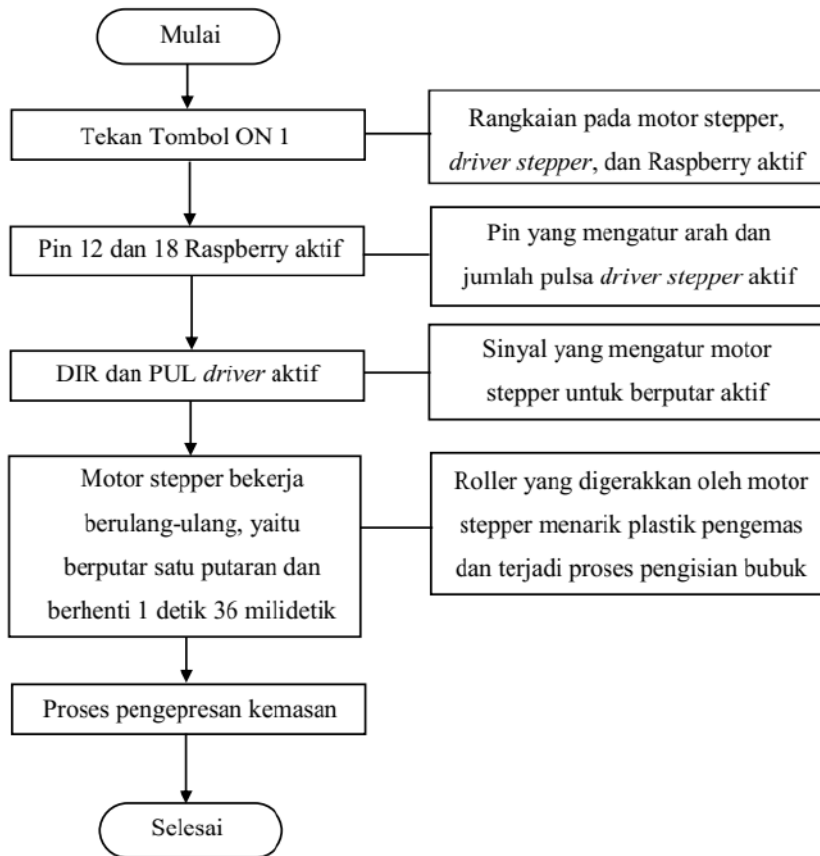 Mulai
Tekan Tombol ON 1
Rangkaian pada motor stepper,
driver stepper, dan Raspberry aktif
Pin 12 dan 18 Raspberry aktif
Pin yang mengatur arah dan
jumlah pulsa driver stepper aktif
DIR dan PUL driver aktif
Sinyal yang mengatur motor
stepper untuk berputar aktif
Motor stepper bekerja
berulang-ulang, yaitu
berputar satu putaran dan
berhenti 1 detik 36 milidetik
Roller yang digerakkan oleh motor
stepper menarik plastik pengemas
dan terjadi proses pengisian bubuk
Proses pengepresan kemasan
Selesai